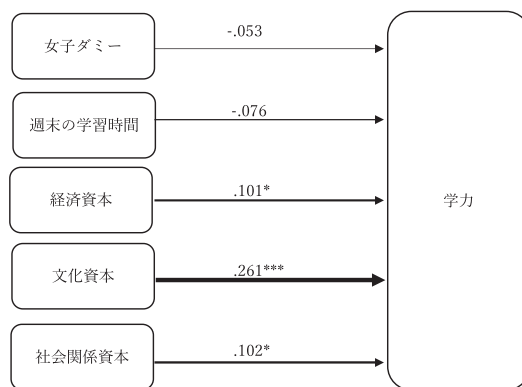 女子ダミー
-.053
週末の学習時間
-.076
経済資本
.101*
学力
文化資本
.261***
社会関係資本
.102*